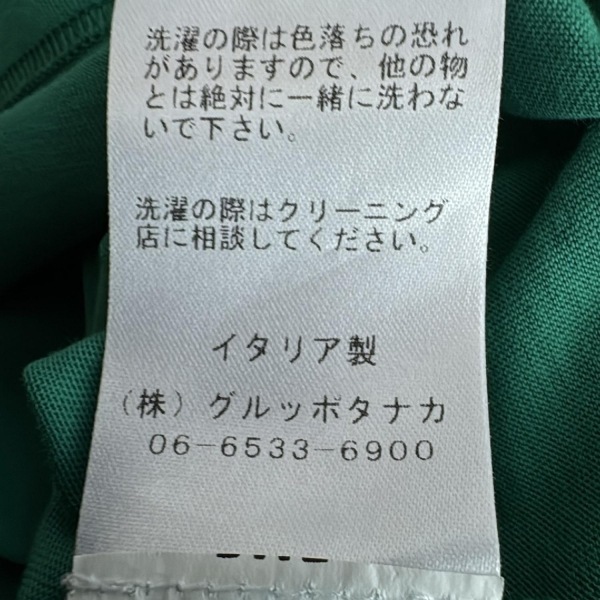 洗濯の際は色落ちの恐れ
がありますので、他の物
とは絶対に一緒に洗わな
いで下さい。
洗濯の際はクリーニング
店に相談してください。
イタリア製
（株）グルッポタナカ
06-6533-6900